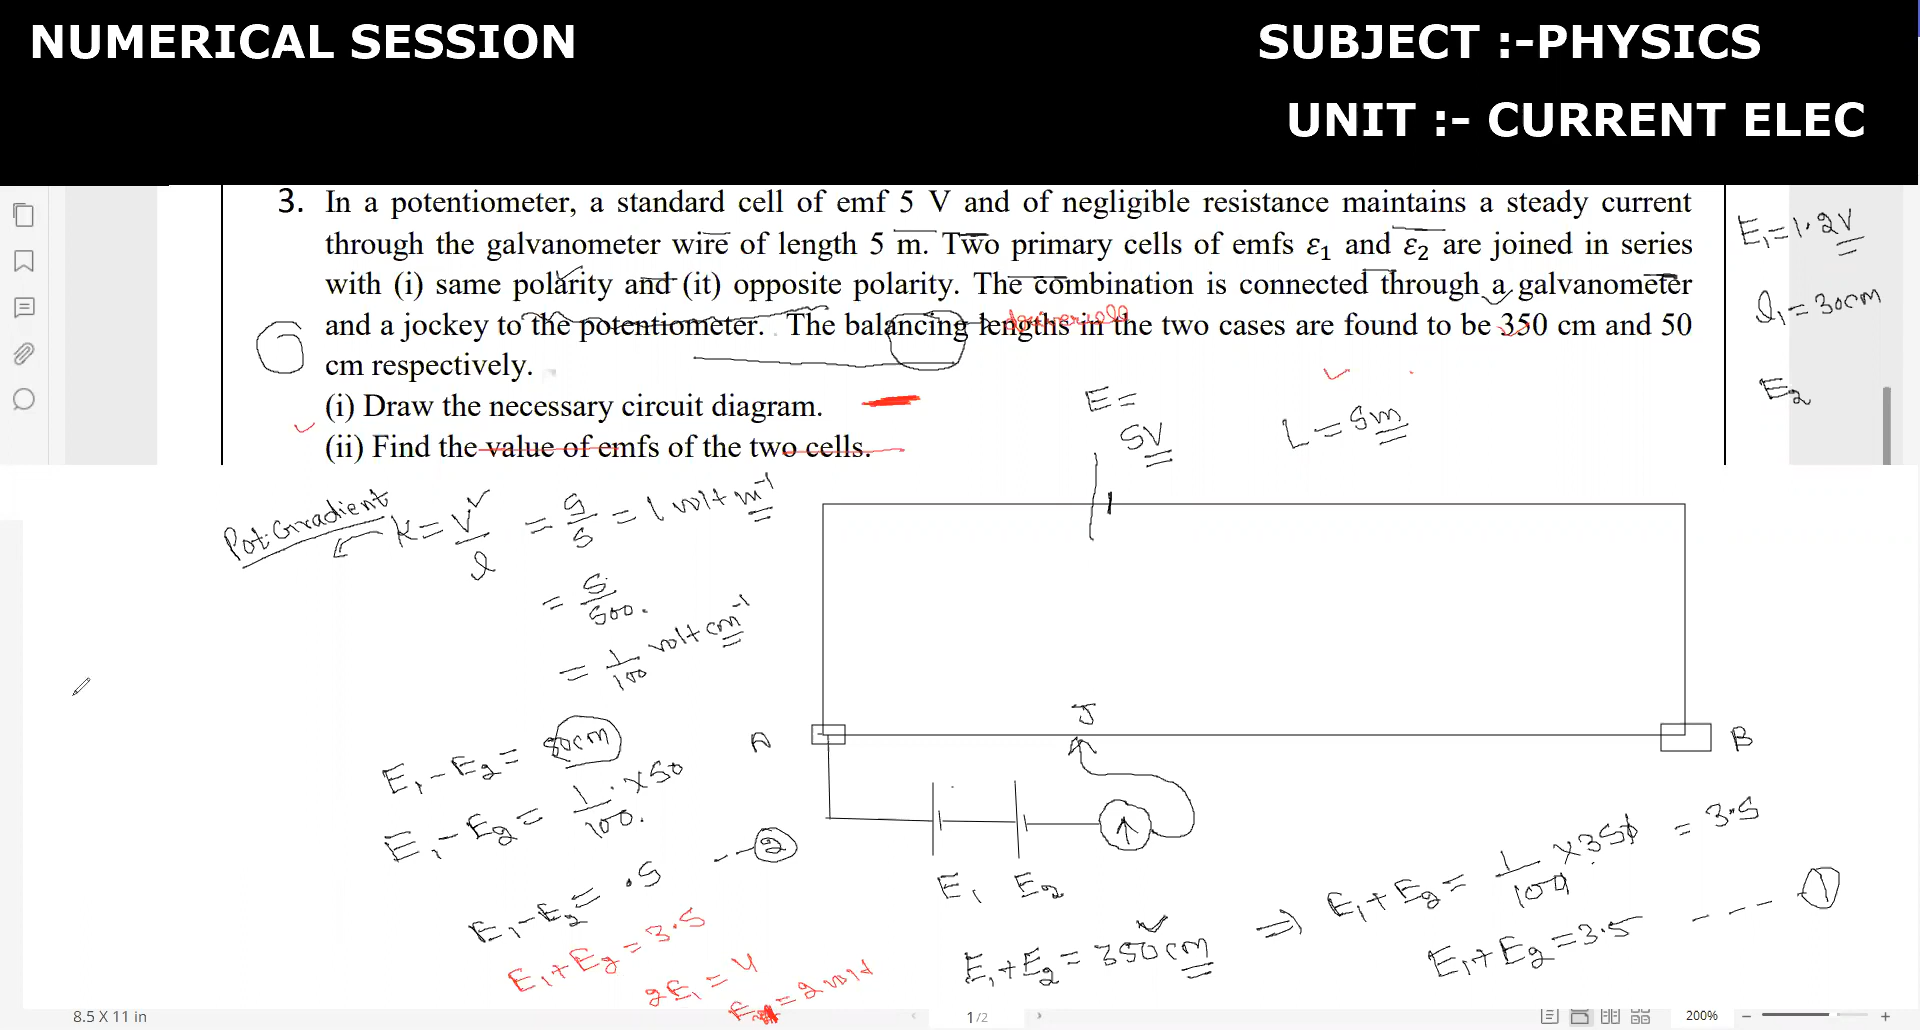 NUMERICAL SESSION
SUBJECT :-PHYSICS
UNIT :- CURRENT ELEC
3. In a potentiometer, a standard cell of emf 5 V and of negligible resistance maintains a steady current
through the galvanometer wire of length 5 m. Two primary cells of emfs ε₁ and ε₂ are joined in series
with (i) same polarity and (it) opposite polarity. The combination is connected through a galvanometer
and a jockey to the potentiometer. The balancing lengths in the two cases are found to be 350 cm and 50
cm respectively.
(i) Draw the necessary circuit diagram.
(ii) Find the value of emfs of the two cells.
E₁=1.2V
l₁=30cm
E₂
E=
5V
L=5m
Pot. Gradient
K=V/l = 5/5 = 1 volt m⁻¹
= 5/500.
= 1/100 volt cm⁻¹
J
A
B
E₁-E₂= 50cm
E₁-E₂= 1/100. ×50
E₁-E₂= .5 --②
E₁+E₂=3.5
2E₁=4
=2 volt
E₁ E₂
E₁+E₂=350cm
⇒ E₁+E₂= 1/100 ×350 = 3.5
E₁+E₂=3.5 --- ①
8.5 X 11 in
1/2
200%